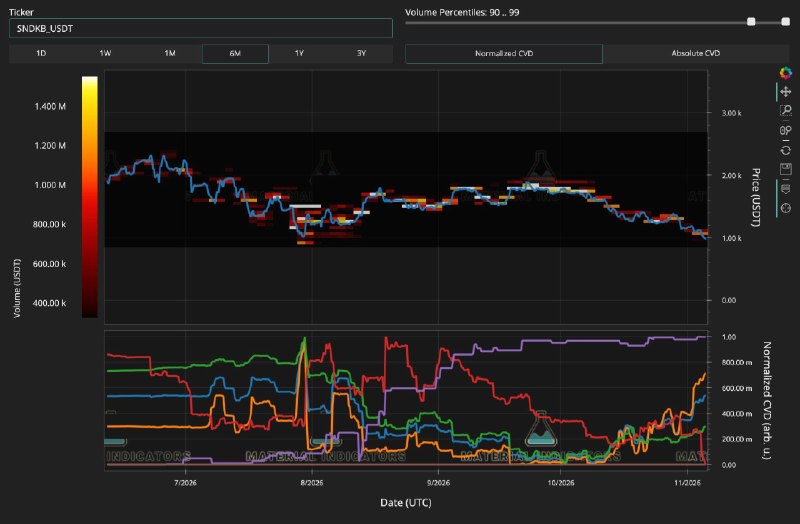 Ticker
Volume Percentiles: 90 .. 99
SNDKB_USDT
1D 1W 1M 6M 1Y 3Y Normalized CVD Absolute CVD
1.400 M
1.200 M
1.000 M
800.00 k
600.00 k
400.00 k
Volume (USDT)
3.00 k
2.00 k
1.00 k
0.00
Price (USDT)
1.00
800.00 m
600.00 m
400.00 m
200.00 m
0.00
Normalized CVD (arb. u.)
INDICATORS MATERIAL INDICATORS MATERIAL INDICATORS MAT
7/2026 8/2026 9/2026 10/2026 11/2026
Date (UTC)